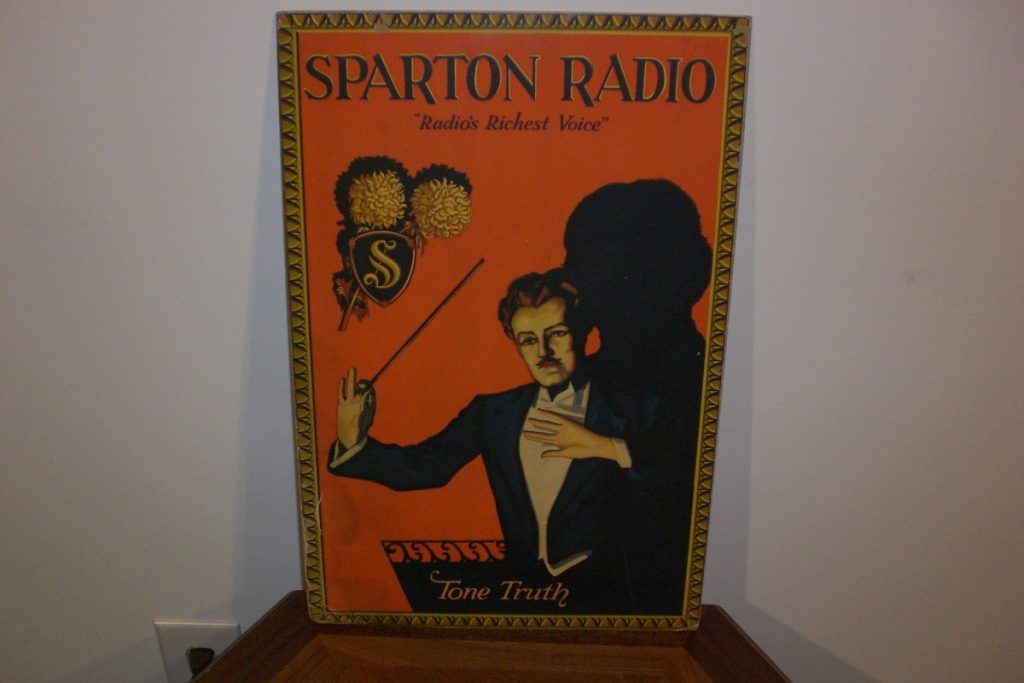 SPARTON RADIO
"Radio's Richest Voice"
S
Tone Truth